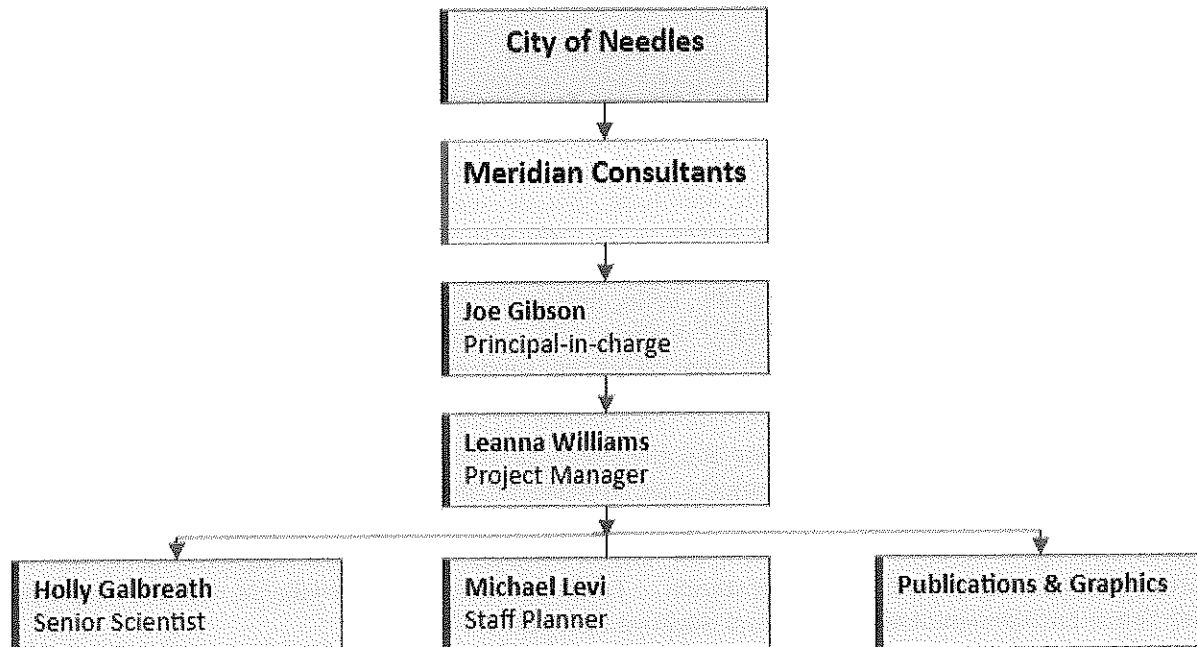 City of Needles
Meridian Consultants
Joe Gibson
Principal-in-charge
Leanna Williams
Project Manager
Holly Galbreath
Senior Scientist
Michael Levi
Staff Planner
Publications & Graphics